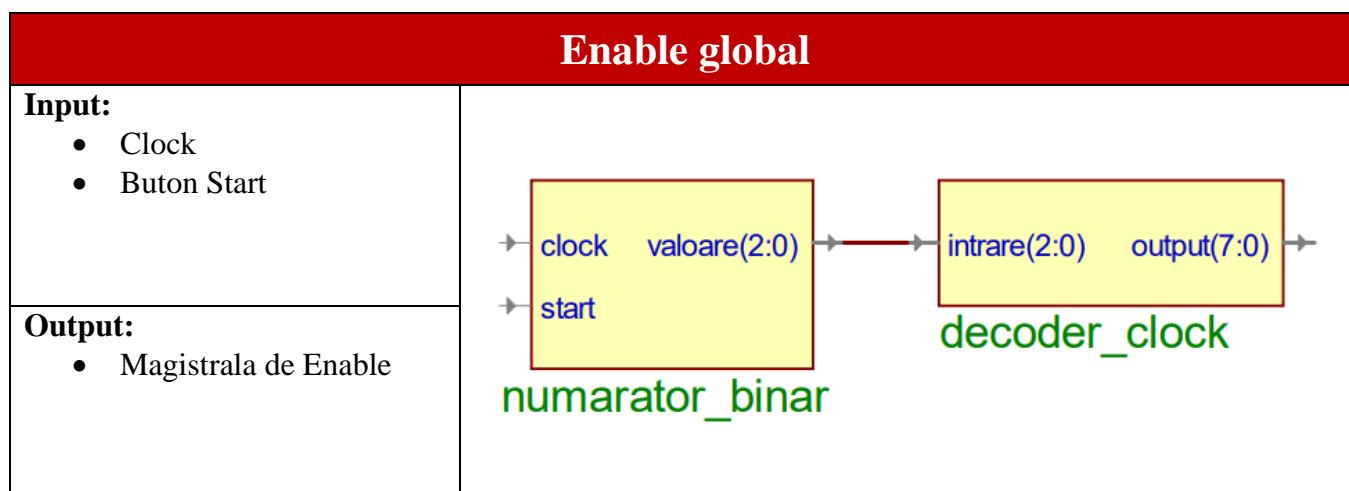 Enable global
Input:
• Clock
• Buton Start
clock valoare(2:0)
start
numarator_binar
intrare(2:0) output(7:0)
decoder_clock
Output:
• Magistrala de Enable